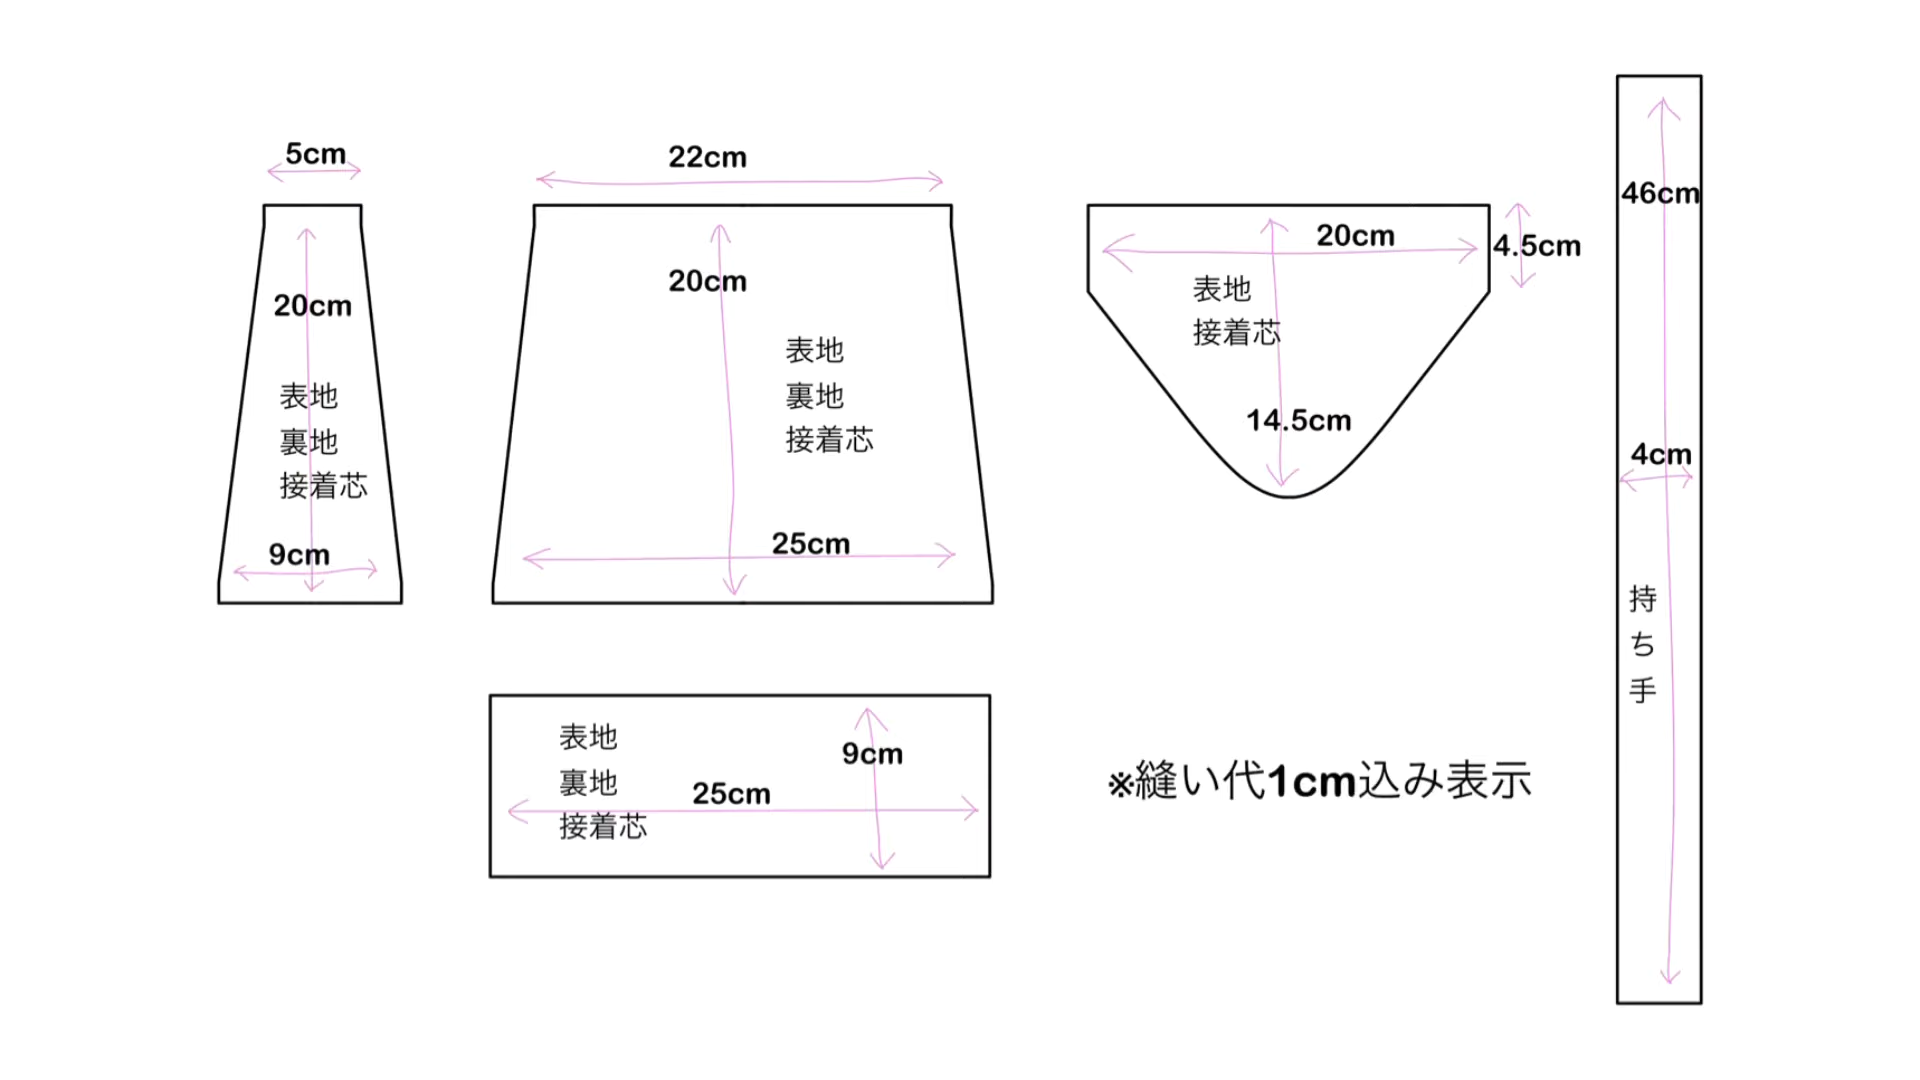 5cm
20cm
表地
裏地
接着芯
9cm
22cm
20cm
表地
裏地
接着芯
25cm
20cm
4.5cm
表地
接着芯
14.5cm
46cm
4cm
持
ち
手
表地
裏地
接着芯
25cm
9cm
※縫い代1cm込み表示